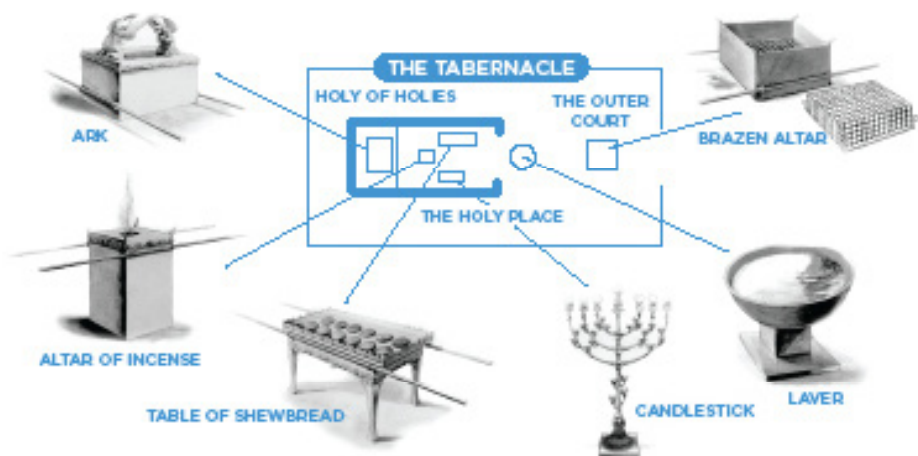 THE TABERNACLE
HOLY OF HOLIES
THE OUTER
COURT
ARK
BRAZEN ALTAR
THE HOLY PLACE
ALTAR OF INCENSE
TABLE OF SHEWBREAD
CANDLESTICK
LAVER